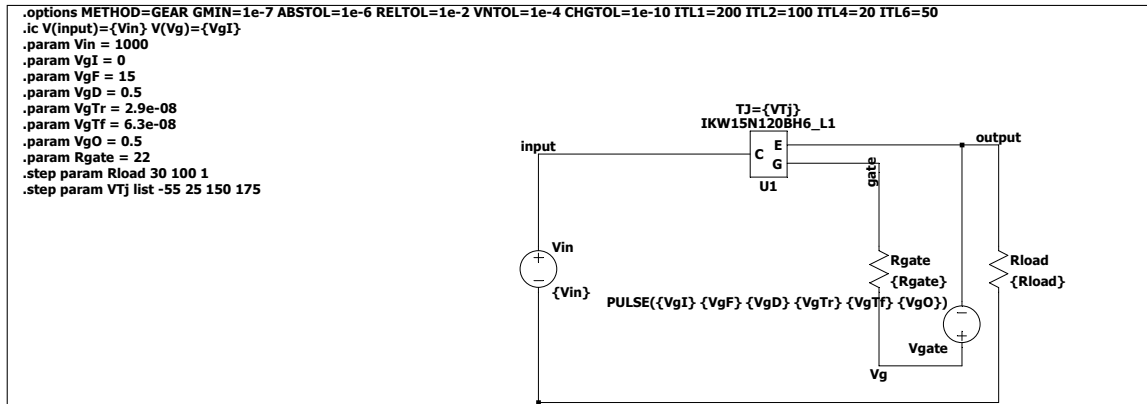 .options METHOD=GEAR GMIN=1e-7 ABSTOL=1e-6 RELTOL=1e-2 VNTOL=1e-4 CHGTOL=1e-10 ITL1=200 ITL2=100 ITL4=20 ITL6=50
.ic V(input)={Vin} V(Vg)={VgI}
.param Vin = 1000
.param VgI = 0
.param VgF = 15
.param VgD = 0.5
.param VgTr = 2.9e-08
.param VgTf = 6.3e-08
.param VgO = 0.5
.param Rgate = 22
.step param Rload 30 100 1
.step param VTj list -55 25 150 175
TJ={VTj}
IKW15N120BH6_L1
input
C
E
G
U1
output
gate
Vin
{Vin}
Rgate
{Rgate}
Rload
{Rload}
PULSE({VgI} {VgF} {VgD} {VgTr} {VgTf} {VgO})
Vgate
Vg